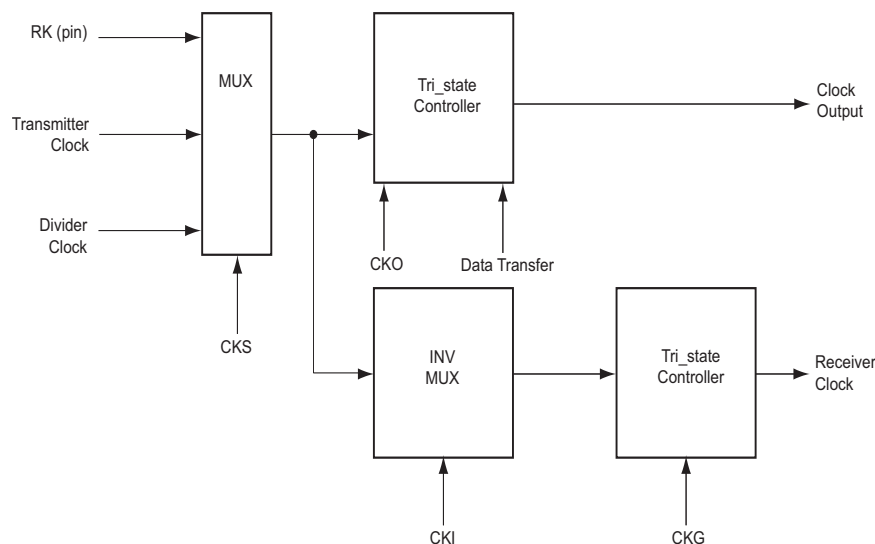 RK (pin)
MUX
Tri_state
Controller
Clock
Output
Transmitter
Clock
Divider
Clock
CKO
Data Transfer
CKS
INV
MUX
Tri_state
Controller
Receiver
Clock
CKI
CKG